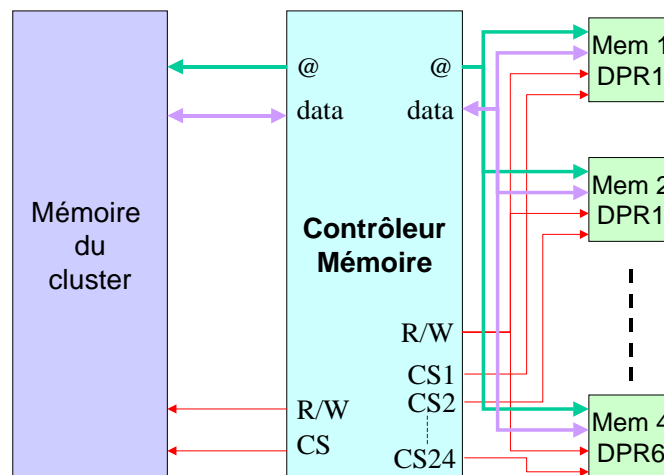 Mémoire
du
cluster
@
data
R/W
CS
Contrôleur
Mémoire
@
data
R/W
CS1
CS2
CS24
Mem 1
DPR1
Mem 2
DPR1
Mem 4
DPR6